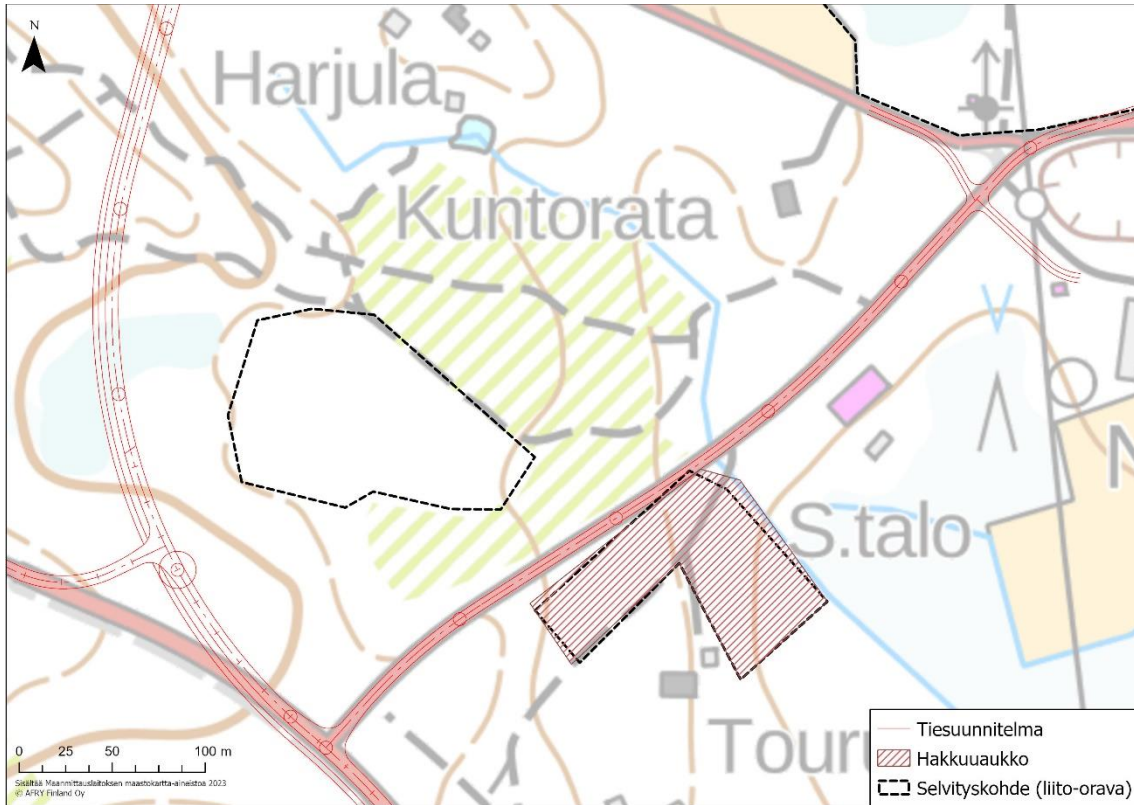 N
Harjula
Kuntorata
S.talo
N
Touru
0 25 50 100 m
Sisältää Maanmittauslaitoksen maastokartta-aineistoa 2023
© AFRY Finland Oy
Tiesuunnitelma
Hakkuuaukko
Selvityskohde (liito-orava)